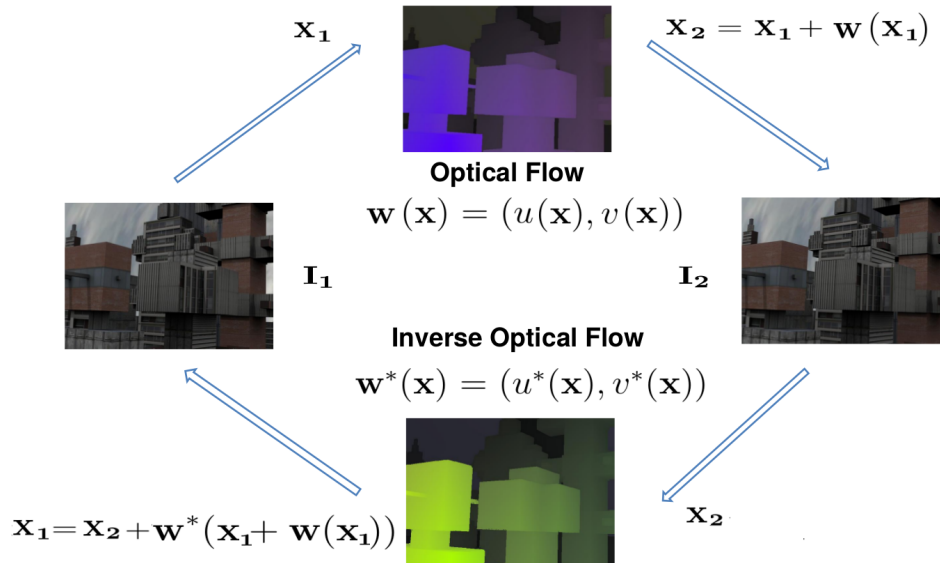 x₁
x₂ = x₁ + w (x₁)
Optical Flow
w (x) = (u(x), v(x))
I₁
I₂
Inverse Optical Flow
w*(x) = (u*(x), v*(x))
x₁= x₂ +w*(x₁+ w(x₁))
x₂